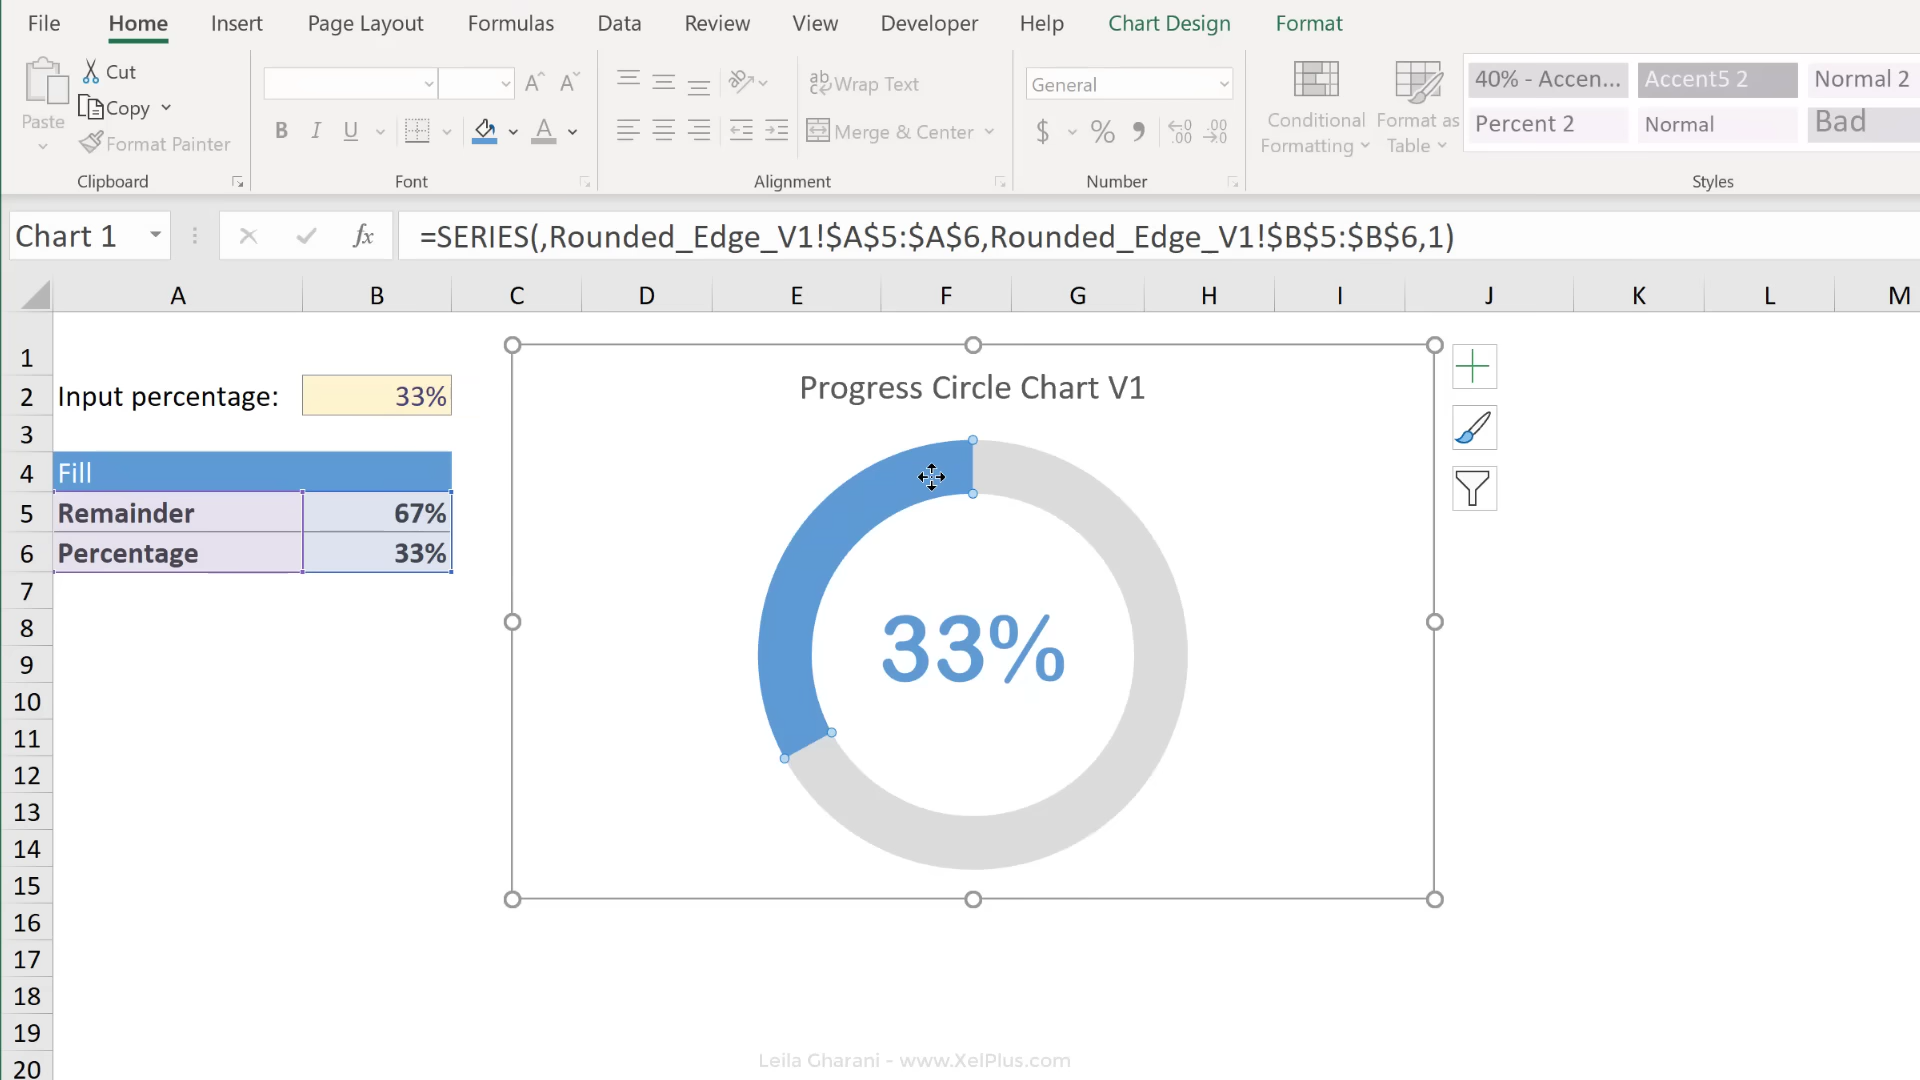 File Home Insert Page Layout Formulas Data Review View Developer Help Chart Design Format
Paste
Cut
Copy
Format Painter
Clipboard
B I U
A
Font
Wrap Text
Merge & Center
Alignment
General
$ %
Number
Conditional Formatting
Format as Table
40% - Accen... Accent5 2 Normal 2
Percent 2 Normal Bad
Styles
Chart 1 fx =SERIES(,Rounded_Edge_V1!$A$5:$A$6,Rounded_Edge_V1!$B$5:$B$6,1)
A B C D E F G H I J K L M
1
2 Input percentage: 33%
3
4 Fill
5 Remainder 67%
6 Percentage 33%
7
8
9
10
11
12
13
14
15
16
17
18
19
20
Progress Circle Chart V1
33%
Leila Gharani - www.XelPlus.com